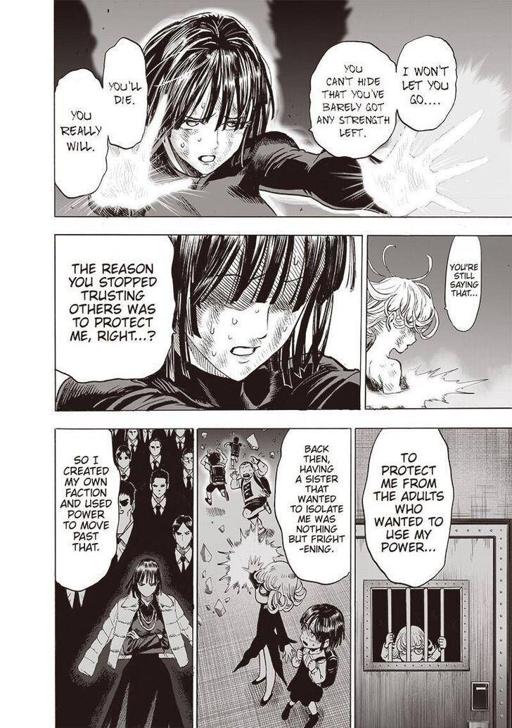 I WON'T
LET YOU
GO....
YOU
CAN'T HIDE
THAT YOU'VE
BARELY GOT
ANY STRENGTH
LEFT.
YOU'LL
DIE.
YOU
REALLY
WILL.
YOU'RE
STILL
SAYING
THAT...
THE REASON
YOU STOPPED
TRUSTING
OTHERS WAS
TO PROTECT
ME, RIGHT...?
TO
PROTECT
ME FROM
THE ADULTS
WHO
WANTED TO
USE MY
POWER...
BACK
THEN,
HAVING
A SISTER
THAT
WANTED
TO ISOLATE
ME WAS
NOTHING
BUT FRIGHT
-ENING.
SO I
CREATED
MY OWN
FACTION
AND USED
POWER
TO MOVE
PAST
THAT.